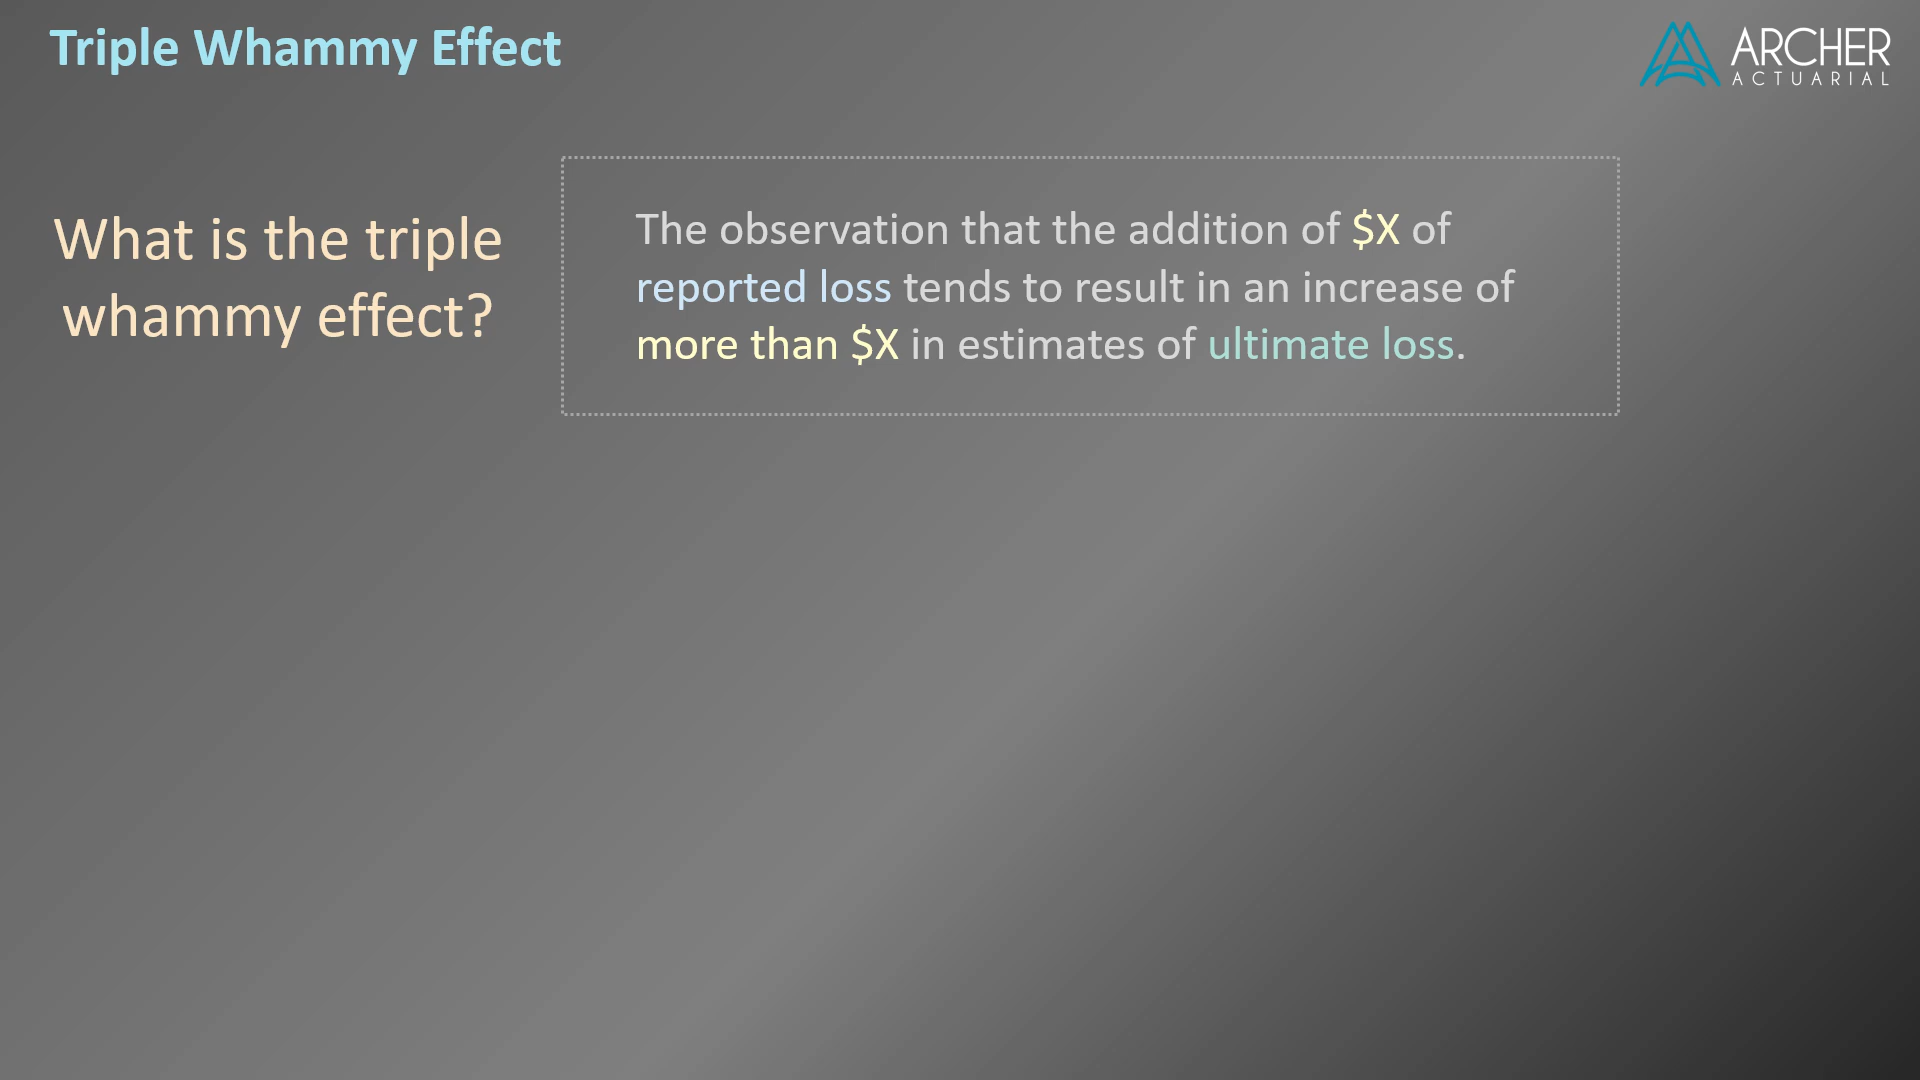 Triple Whammy Effect
ARCHER
ACTUARIAL
What is the triple
whammy effect?
The observation that the addition of $X of
reported loss tends to result in an increase of
more than $X in estimates of ultimate loss.